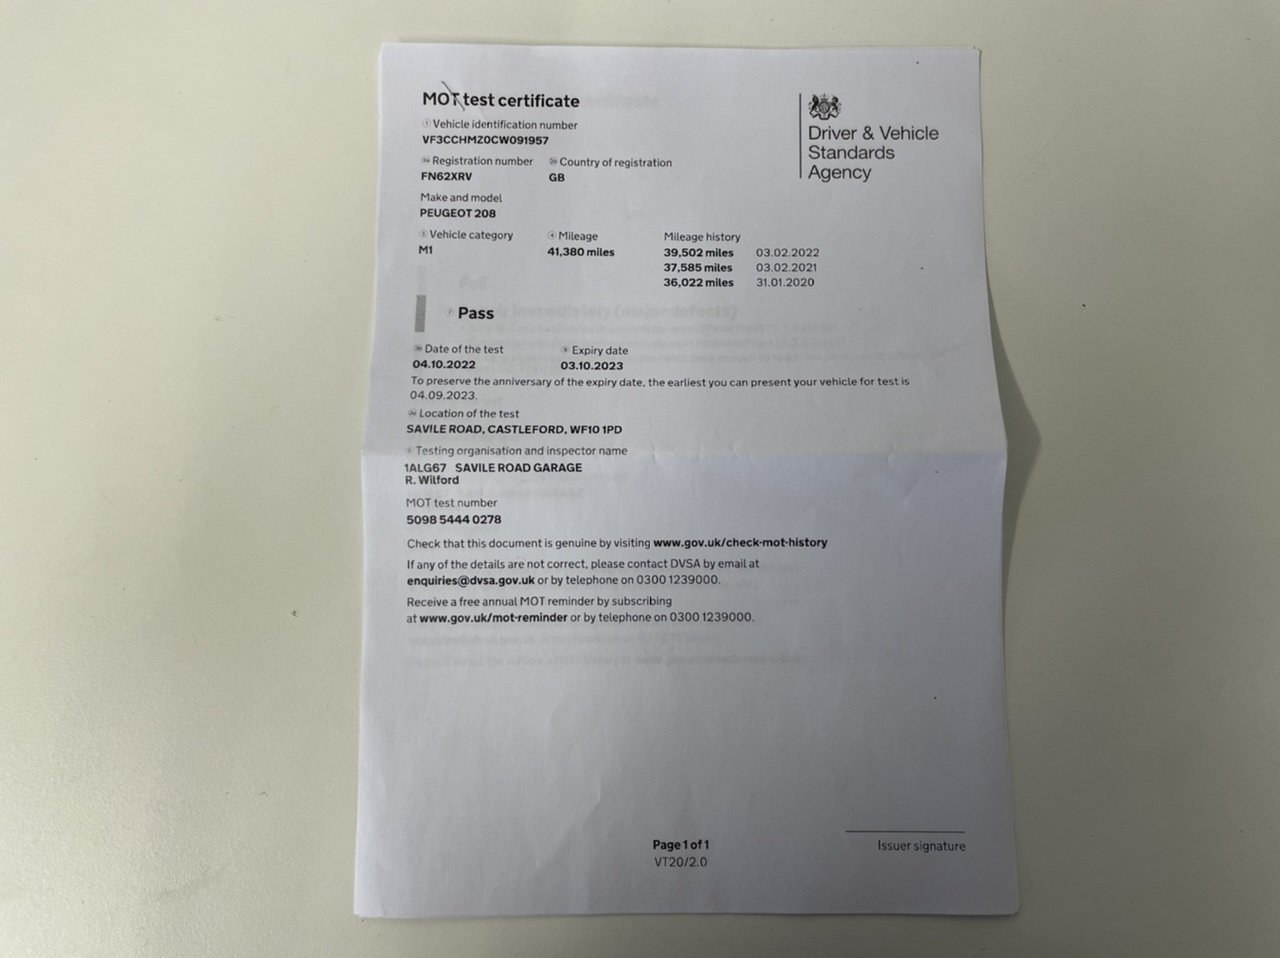 MOT test certificate
Driver & Vehicle
Standards
Agency
Vehicle identification number
VF3CCHMZ0CW091957
Registration number Country of registration
FN62XRV GB
Make and model
PEUGEOT 208
Vehicle category Mileage Mileage history
M1 41,380 miles 39,502 miles 03.02.2022
37,585 miles 03.02.2021
36,022 miles 31.01.2020
Pass
Date of the test Expiry date
04.10.2022 03.10.2023
To preserve the anniversary of the expiry date, the earliest you can present your vehicle for test is
04.09.2023.
Location of the test
SAVILE ROAD, CASTLEFORD, WF10 1PD
Testing organisation and inspector name
1ALG67 SAVILE ROAD GARAGE
R. Wilford
MOT test number
5098 5444 0278
Check that this document is genuine by visiting www.gov.uk/check-mot-history
If any of the details are not correct, please contact DVSA by email at
enquiries@dvsa.gov.uk or by telephone on 0300 1239000.
Receive a free annual MOT reminder by subscribing
at www.gov.uk/mot-reminder or by telephone on 0300 1239000.
Issuer signature
Page 1 of 1
VT20/2.0